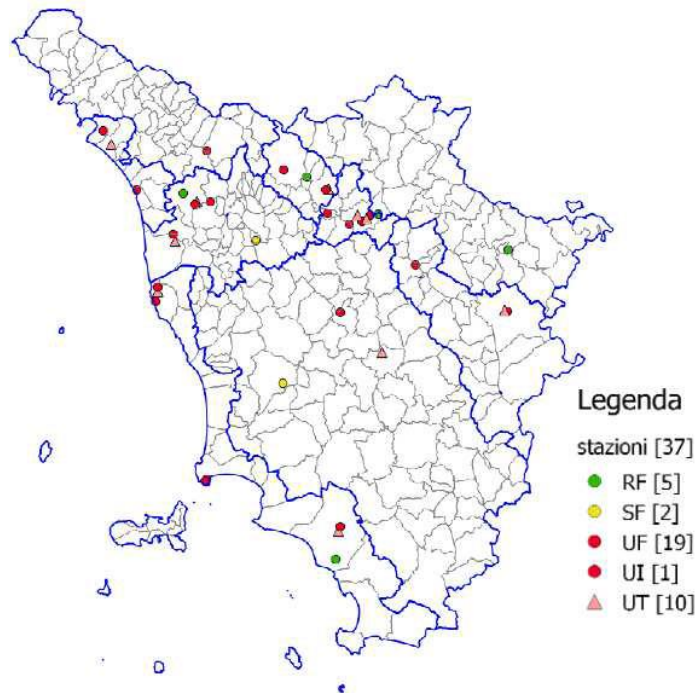 Legenda
stazioni [37]
RF [5]
SF [2]
UF [19]
UI [1]
UT [10]